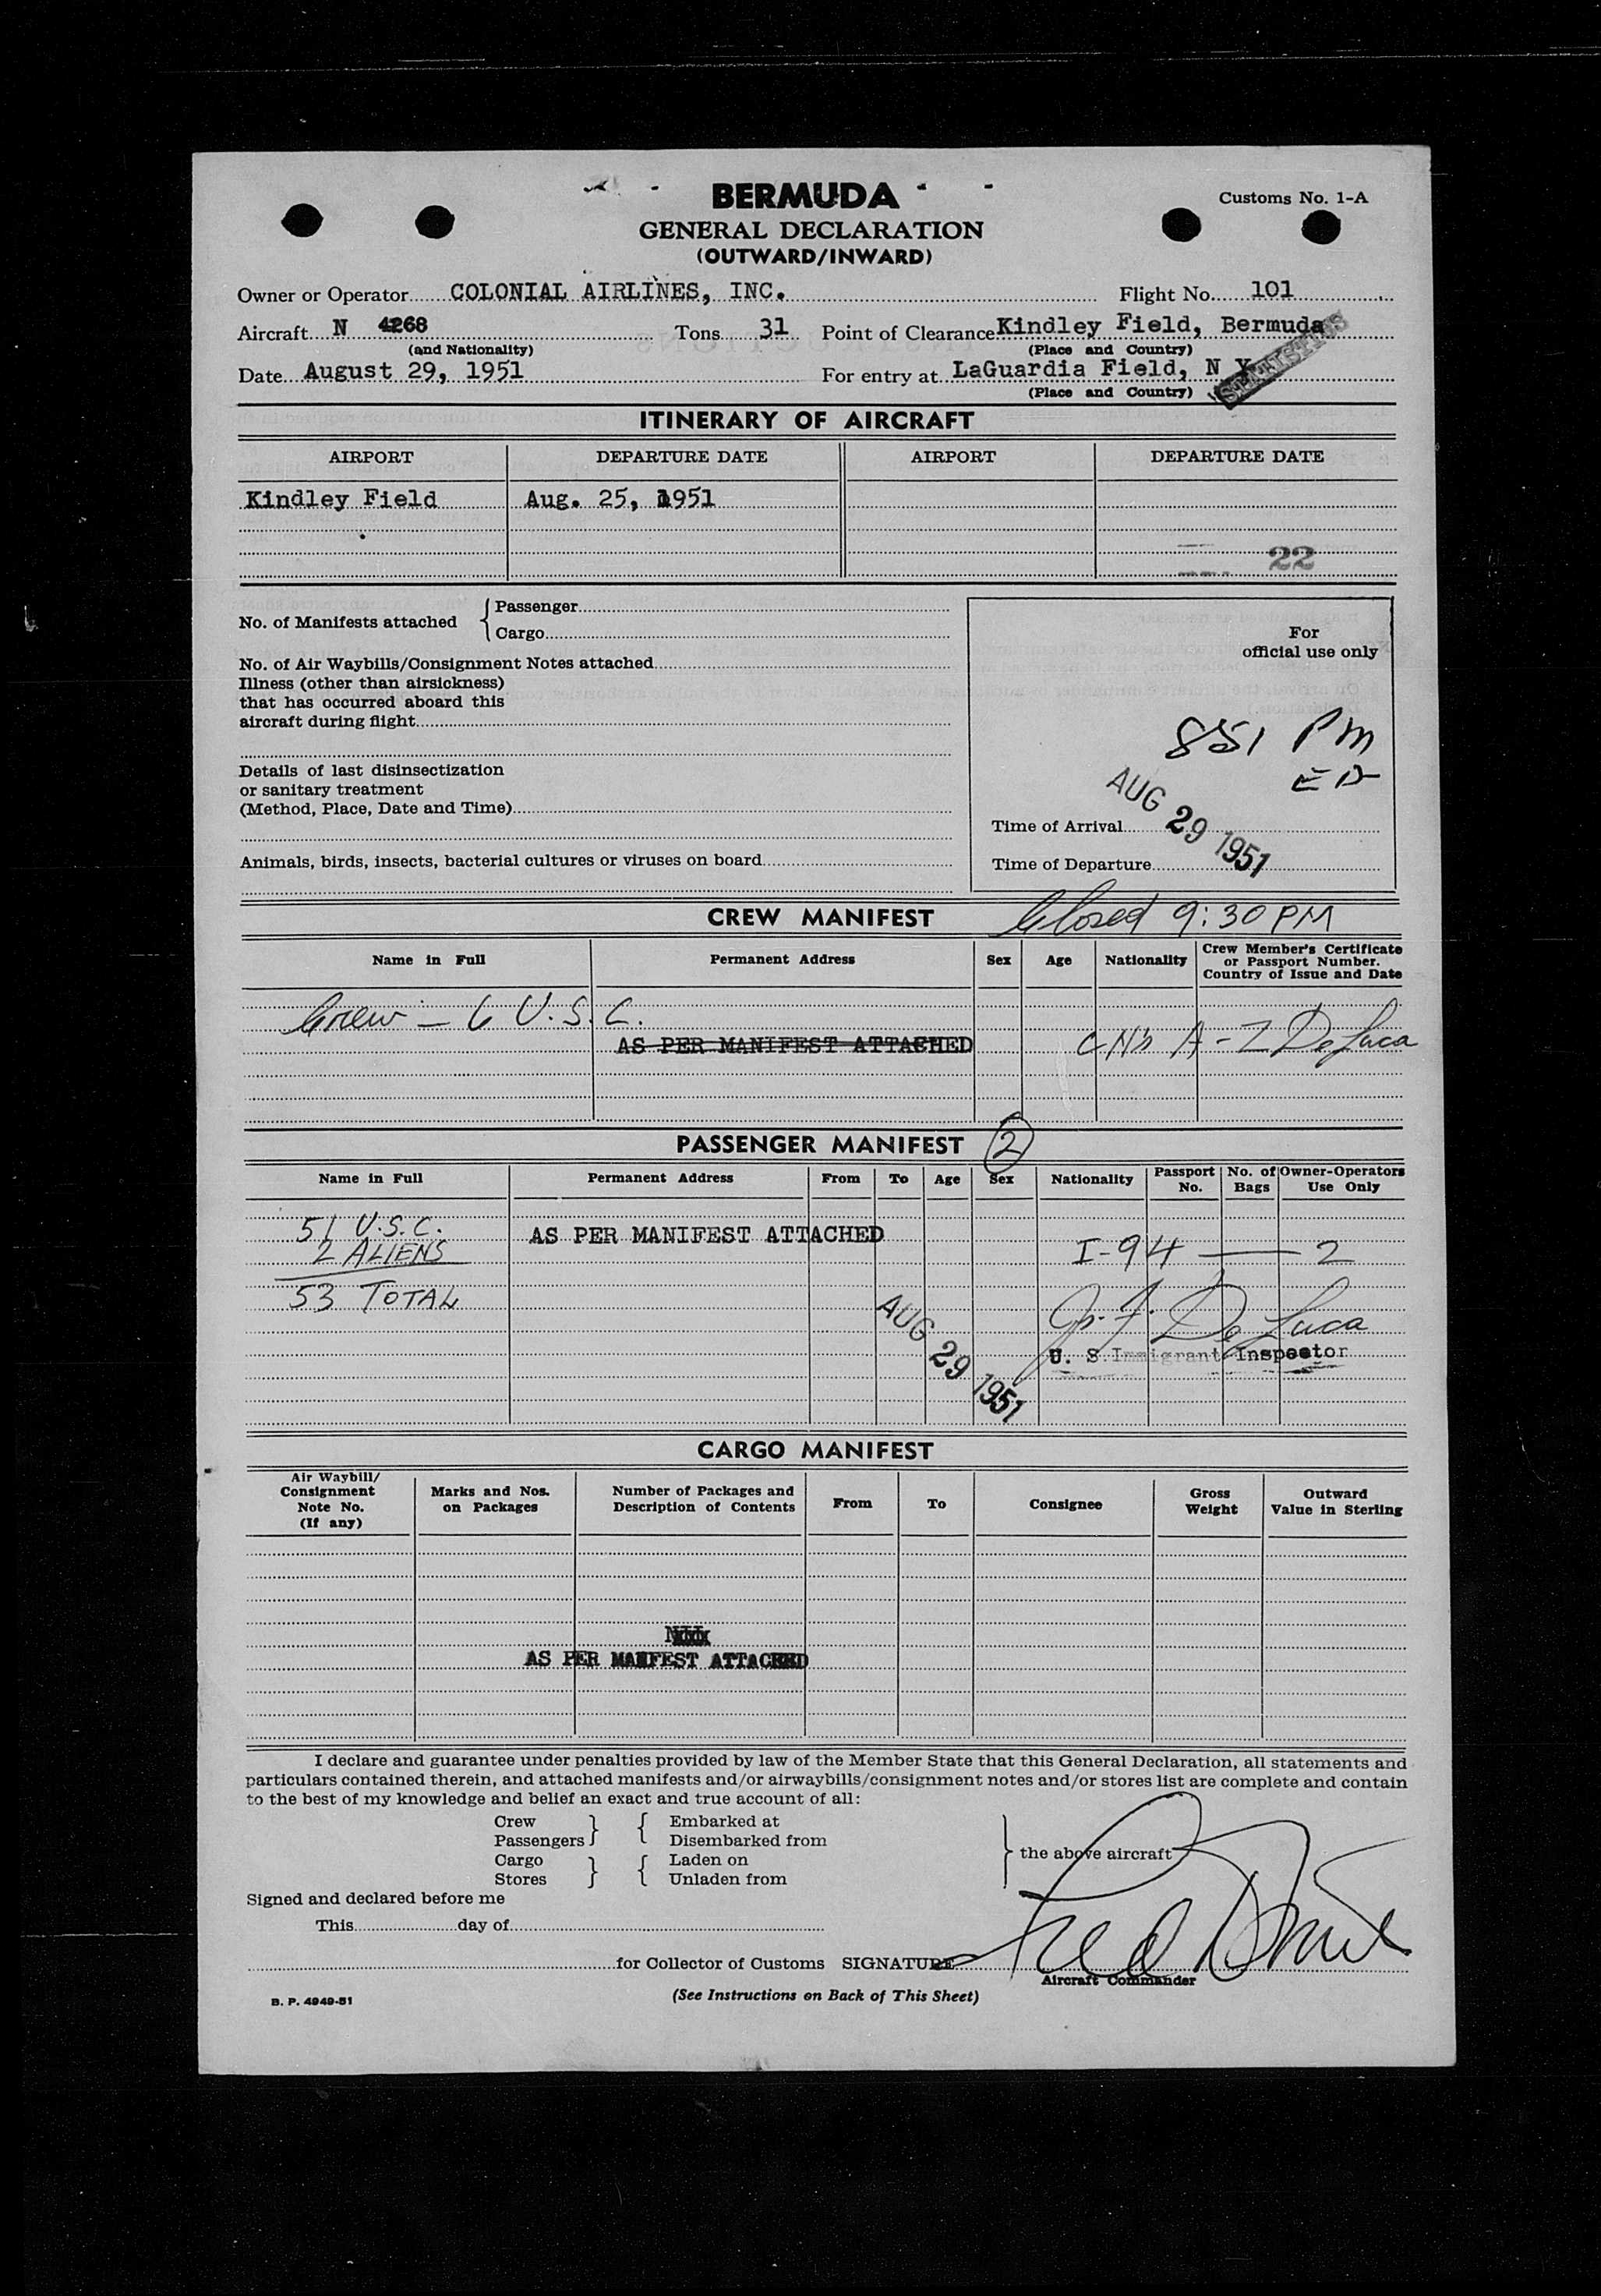 BERMUDA
Customs No. 1-A
GENERAL DECLARATION
(OUTWARD/INWARD)
Owner or Operator COLONIAL AIRLINES, INC. Flight No. 101
Aircraft N 4268 Tons 31 Point of Clearance Kindley Field, Bermuda
(and Nationality) (Place and Country)
Date August 29, 1951 For entry at LaGuardia Field, N Y
(Place and Country)
ITINERARY OF AIRCRAFT
AIRPORT DEPARTURE DATE AIRPORT DEPARTURE DATE
Kindley Field Aug. 25, 1951
22
No. of Manifests attached { Passenger
Cargo
For
official use only
No. of Air Waybills/Consignment Notes attached
Illness (other than airsickness)
that has occurred aboard this
aircraft during flight
851 PM
ED
Details of last disinsectization
or sanitary treatment
(Method, Place, Date and Time)
AUG 29 1951
Time of Arrival
Animals, birds, insects, bacterial cultures or viruses on board
Time of Departure
CREW MANIFEST Closed 9:30 PM
Name in Full Permanent Address Sex Age Nationality Crew Member's Certificate or Passport Number. Country of Issue and Date
Crew - 6 U.S.C.
AS PER MANIFEST ATTACHED A-Z DeLuca
PASSENGER MANIFEST 2
Name in Full Permanent Address From To Age Sex Nationality Passport No. No. of Bags Owner-Operators Use Only
51 U.S.C. AS PER MANIFEST ATTACHED
2 ALIENS I-94 — 2
53 TOTAL
AUG 29 1951
De Luca
U. S. Immigrant Inspector
CARGO MANIFEST
Air Waybill/ Consignment Note No. (If any) Marks and Nos. on Packages Number of Packages and Description of Contents From To Consignee Gross Weight Outward Value in Sterling
AS PER MANIFEST ATTACHED
I declare and guarantee under penalties provided by law of the Member State that this General Declaration, all statements and
particulars contained therein, and attached manifests and/or airwaybills/consignment notes and/or stores list are complete and contain
to the best of my knowledge and belief an exact and true account of all:
Crew } { Embarked at
Passengers Disembarked from
} the above aircraft
Cargo } { Laden on
Stores Unladen from
Signed and declared before me
This day of
for Collector of Customs SIGNATURE
Aircraft Commander
B. P. 4949-51
(See Instructions on Back of This Sheet)